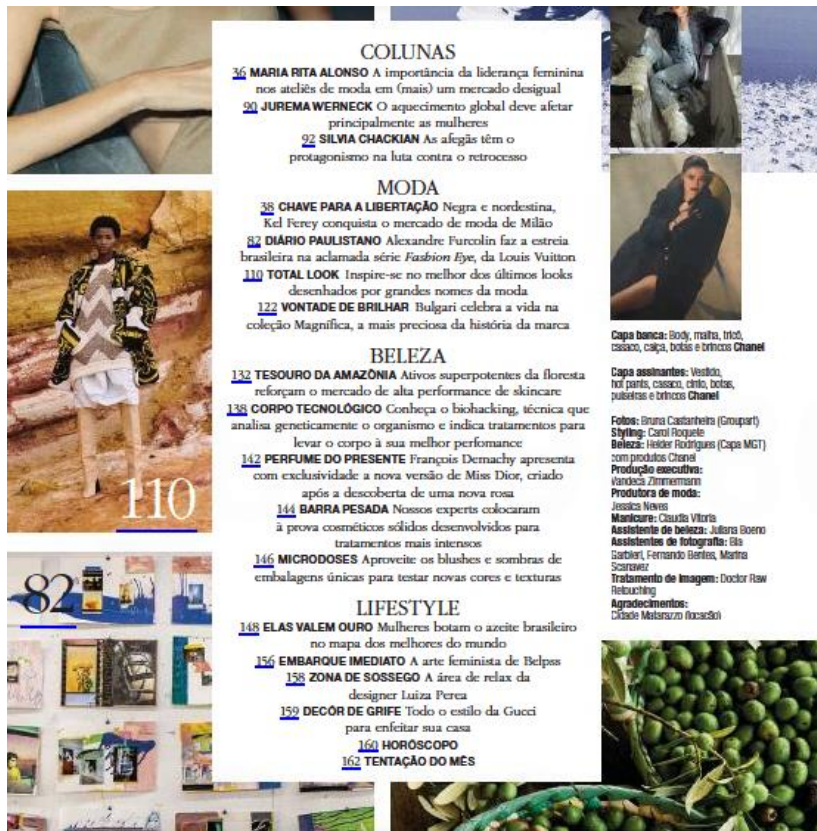 COLUNAS
36 MARIA RITA ALONSO A importância da liderança feminina
nos ateliês de moda em (mais) um mercado desigual
90 JUREMA WERNECK O aquecimento global deve afetar
principalmente as mulheres
92 SILVIA CHACKIAN As afegãs têm o
protagonismo na luta contra o retrocesso
MODA
38 CHAVE PARA A LIBERTAÇÃO Negra e nordestina,
Kel Ferey conquista o mercado de moda de Milão
82 DIÁRIO PAULISTANO Alexandre Furcolin faz a estreia
brasileira na aclamada série Fashion Eye, da Louis Vuitton
110 TOTAL LOOK Inspire-se no melhor dos últimos looks
desenhados por grandes nomes da moda
122 VONTADE DE BRILHAR Bulgari celebra a vida na
coleção Magnífica, a mais preciosa da história da marca
BELEZA
132 TESOURO DA AMAZÔNIA Ativos superpotentes da floresta
reforçam o mercado de alta performance de skincare
138 CORPO TECNOLÓGICO Conheça o biohacking, técnica que
analisa geneticamente o organismo e indica tratamentos para
levar o corpo à sua melhor perfomance
142 PERFUME DO PRESENTE François Demachy apresenta
com exclusividade a nova versão de Miss Dior, criado
após a descoberta de uma nova rosa
144 BARRA PESADA Nossos experts colocaram
à prova cosméticos sólidos desenvolvidos para
tratamentos mais intensos
146 MICRODOSES Aproveite os blushes e sombras de
embalagens únicas para testar novas cores e texturas
LIFESTYLE
148 ELAS VALEM OURO Mulheres botam o azeite brasileiro
no mapa dos melhores do mundo
156 EMBARQUE IMEDIATO A arte feminista de Belpss
158 ZONA DE SOSSEGO A área de relax da
designer Luiza Perea
159 DECÓR DE GRIFE Todo o estilo da Gucci
para enfeitar sua casa
160 HORÓSCOPO
162 TENTAÇÃO DO MÊS
110
82
Capa banca: Body, malha, tricô,
casaco, calça, botas e brincos Chanel
Capa assinantes: Vestido,
hot pants, casaco, cinto, botas,
pulseiras e brincos Chanel
Fotos: Bruna Castanheira (Groupart)
Styling: Carol Roquete
Beleza: Helder Rodrigues (Capa MGT)
com produtos Chanel
Produção executiva:
Vandeca Zimmermann
Produtora de moda:
Jessica Neves
Manicure: Claudia Vitoria
Assistente de beleza: Juliana Boeno
Assistentes de fotografia: Bia
Garbieri, Fernando Bentes, Marina
Scanavez
Tratamento de imagem: Doctor Raw
Retouching
Agradecimentos:
Cidade Matarazzo (locação)